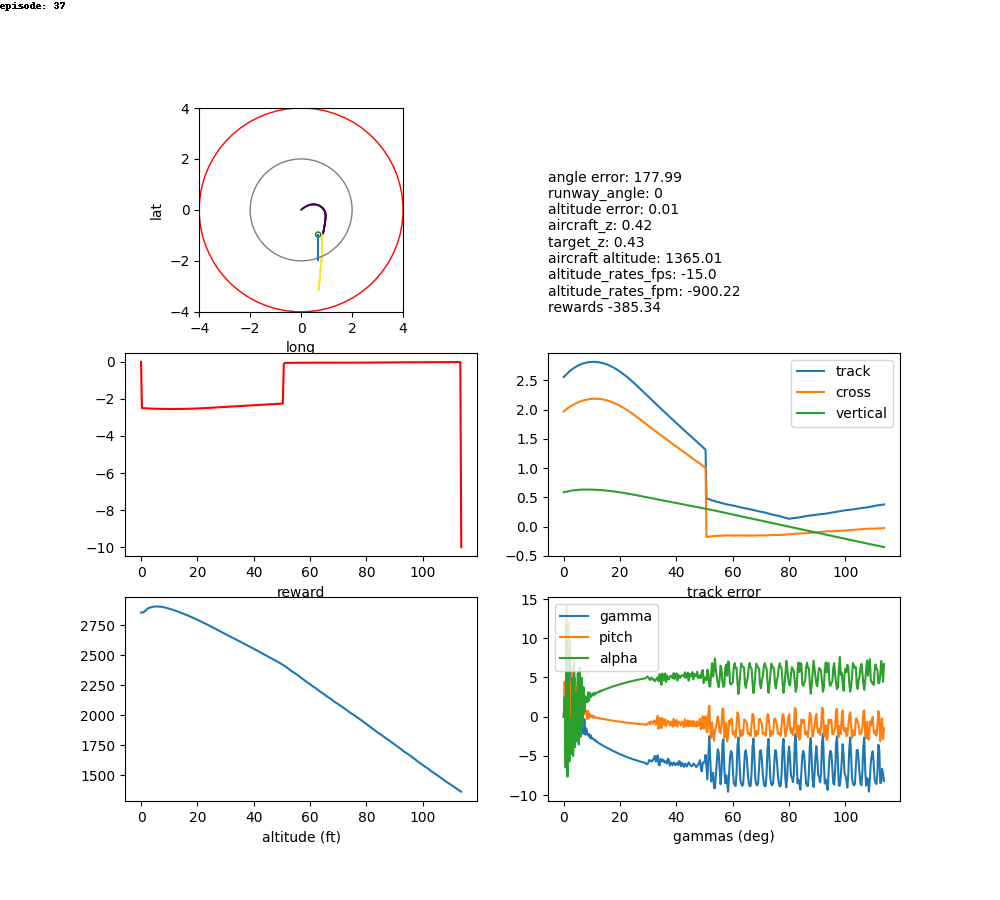 episode: 37
4
2
0
−2
−4
lat
−4 −2 0 2 4
long
angle error: 177.99
runway_angle: 0
altitude error: 0.01
aircraft_z: 0.42
target_z: 0.43
aircraft altitude: 1365.01
altitude_rates_fps: -15.0
altitude_rates_fpm: -900.22
rewards -385.34
0
−2
−4
−6
−8
−10
0 20 40 60 80 100
reward
2.5
2.0
1.5
1.0
0.5
0.0
−0.5
track
cross
vertical
0 20 40 60 80 100
track error
2750
2500
2250
2000
1750
1500
0 20 40 60 80 100
altitude (ft)
15
10
5
0
−5
−10
gamma
pitch
alpha
0 20 40 60 80 100
gammas (deg)